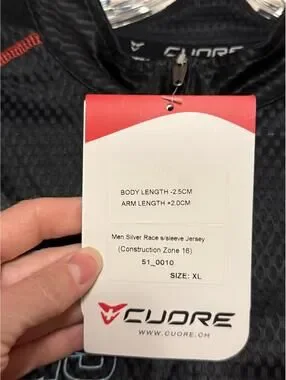 CUORE
BODY LENGTH -2.5CM
ARM LENGTH +2.0CM
Men Silver Race s/sleeve Jersey
(Construction Zone 16)
51_0010
SIZE: XL
CUORE
WWW.CUORE.CH